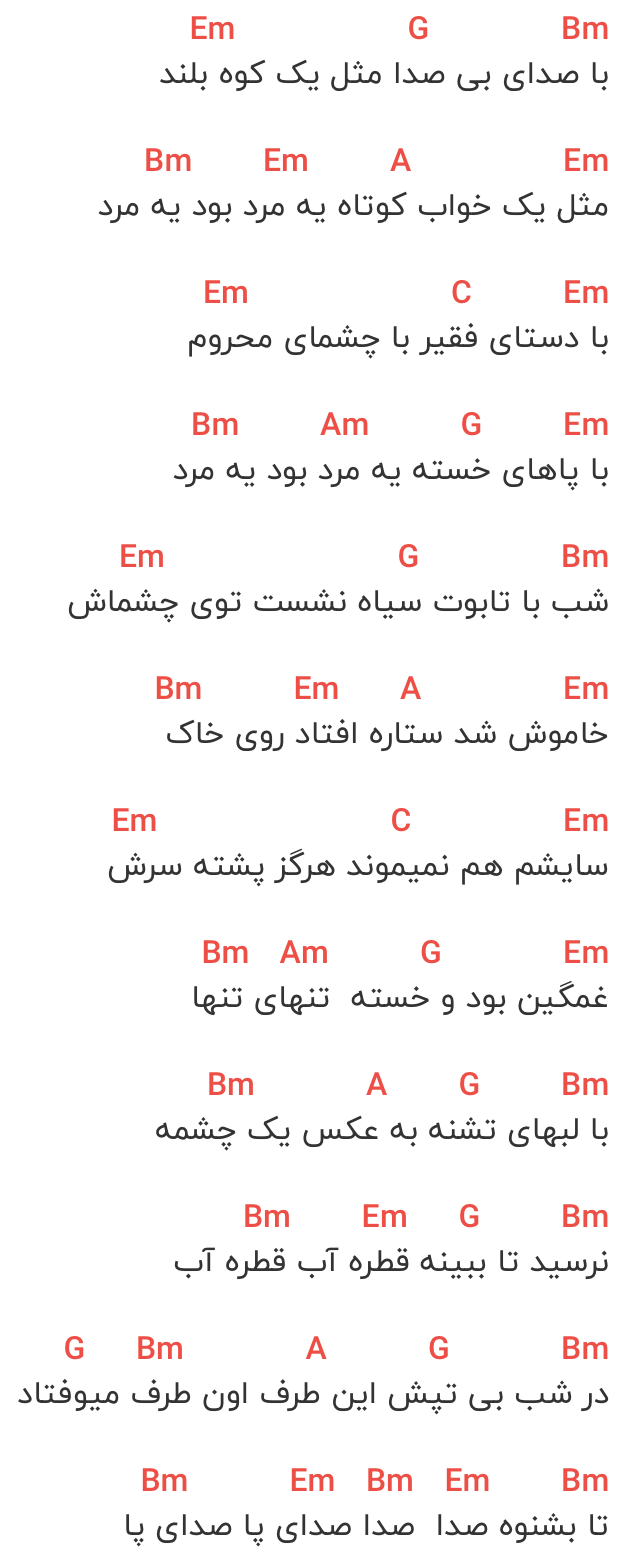 Em G Bm
با صدای بی صدا مثل یک کوه بلند
Bm Em A Em
مثل یک خواب کوتاه یه مرد بود یه مرد
Em C Em
با دستای فقیر با چشمای محروم
Bm Am G Em
با پاهای خسته یه مرد بود یه مرد
Em G Bm
شب با تابوت سیاه نشست توی چشماش
Bm Em A Em
خاموش شد ستاره افتاد روی خاک
Em C Em
سایشم هم نمیموند هرگز پشته سرش
Bm Am G Em
غمگین بود و خسته تنهای تنها
Bm A G Bm
با لبهای تشنه به عکس یک چشمه
Bm Em G Bm
نرسید تا ببینه قطره آب قطره آب
G Bm A G Bm
در شب بی تپش این طرف اون طرف میوفتاد
Bm Em Bm Em Bm
تا بشنوه صدا صدا صدای پا صدای پا